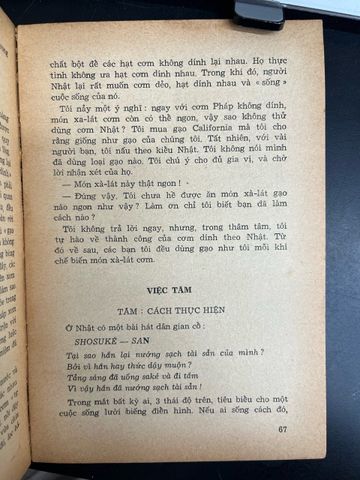 chất bột để các hạt cơm không dính lại nhau. Họ thực
tình không ưa hạt cơm dính nhau. Trong khi đó, người
Nhật lại rất muốn cơm dẻo, hạt dính nhau và « sống »
cuộc sống của nó.
Tôi nảy một ý nghĩ : ngay với cơm Pháp không dính,
món xa-lát cơm còn có thể ngon, vậy sao không thử
dùng cơm Nhật ? Tôi mua gạo California mà tôi cho
rằng giống như gạo của chúng tôi. Tất nhiên, với vài
người bạn, tôi nấu theo kiểu Nhật. Tôi không nói mình
đã dùng loại gạo nào. Tôi chú ý cho đủ gia vị, và chờ
lời nhận xét của họ.
— Món xà-lát này thật ngon !
— Đúng vậy. Tôi chưa hề được ăn món xà-lát gạo
nào ngon như vậy ? Làm ơn chỉ tôi biết bạn đã làm
cách nào ?
Tôi không trả lời ngay, nhưng, trong thâm tâm, tôi
tự hào về thành công của cơm dính theo Nhật. Từ
đó về sau, các bạn tôi đều dùng gạo như tôi mỗi khi
chế biến món xà-lát cơm.
VIỆC TẮM
TẮM : CÁCH THỰC HIỆN
Ở Nhật có một bài hát dân gian cổ :
SHOSUKÉ — SAN
Tại sao hắn lại nướng sạch tài sản của mình ?
Bởi vì hắn hay thức dậy muộn ?
Tảng sáng đã uống saké và đi tắm
Vì vậy hắn đã nướng sạch tài sản !
Trong mắt bất kỳ ai, 3 thái độ trên, tiêu biểu cho một
cuộc sống lười biếng điển hình. Nếu ai sống cách đó,
67